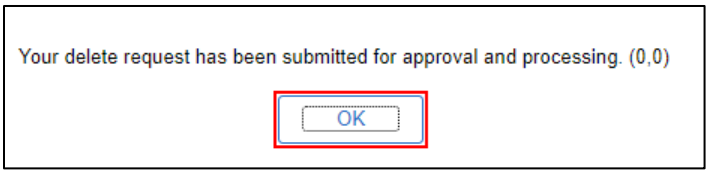 Your delete request has been submitted for approval and processing. (0,0)
OK